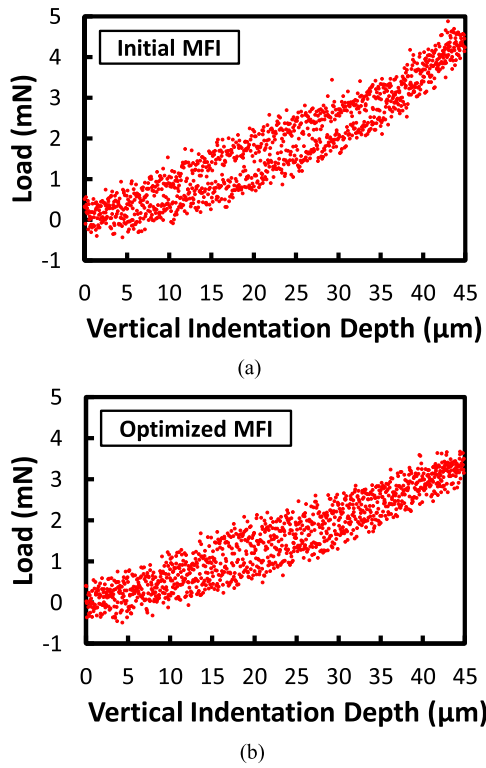 5
Initial MFI
4
3
2
1
0
-1
Load (mN)
0 5 10 15 20 25 30 35 40 45
Vertical Indentation Depth (μm)
(a)
5
Optimized MFI
4
3
2
1
0
-1
Load (mN)
0 5 10 15 20 25 30 35 40 45
Vertical Indentation Depth (μm)
(b)